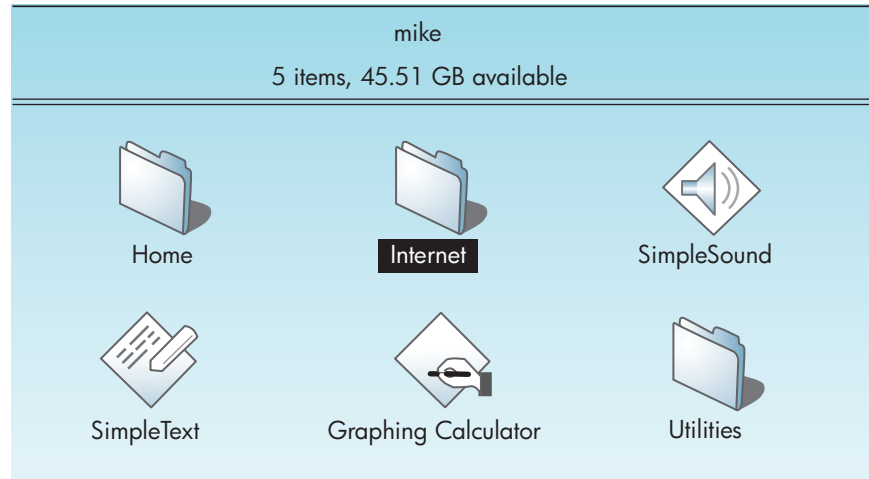 mike
5 items, 45.51 GB available
Home
Internet
SimpleSound
SimpleText
Graphing Calculator
Utilities